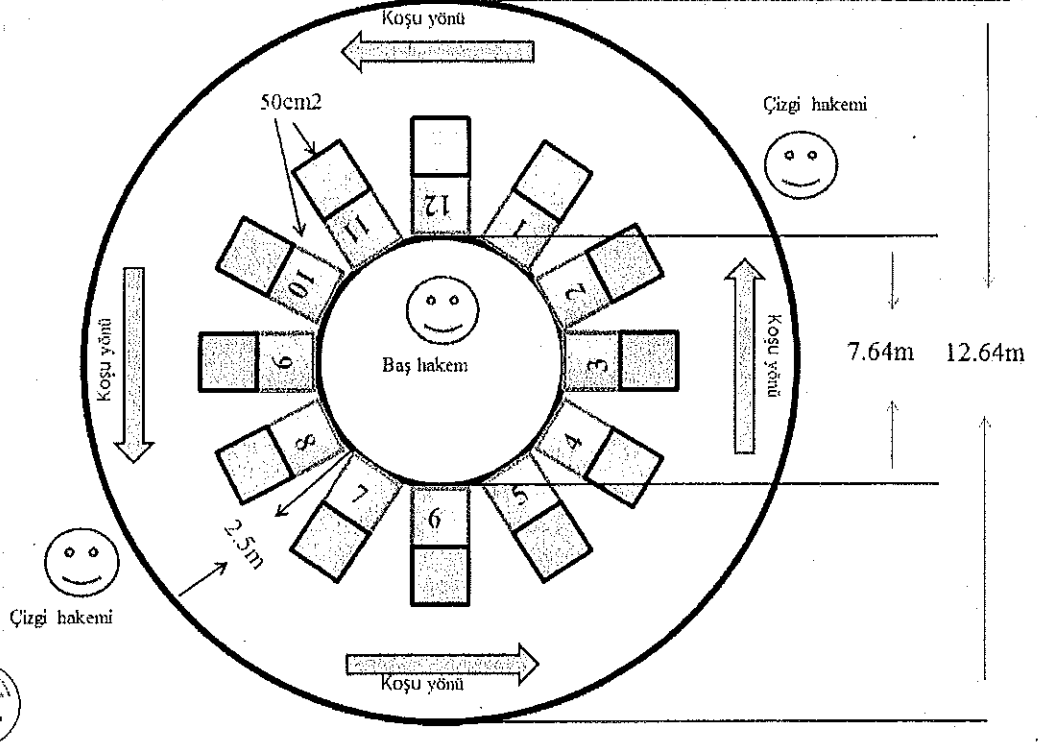 Koşu yönü
50cm2
Çizgi hakemi
12
11
1
10
2
Koşu yönü
9
Baş hakem
3
Koşu yönü
7.64m
12.64m
8
4
7
5
6
2.5m
Çizgi hakemi
Koşu yönü